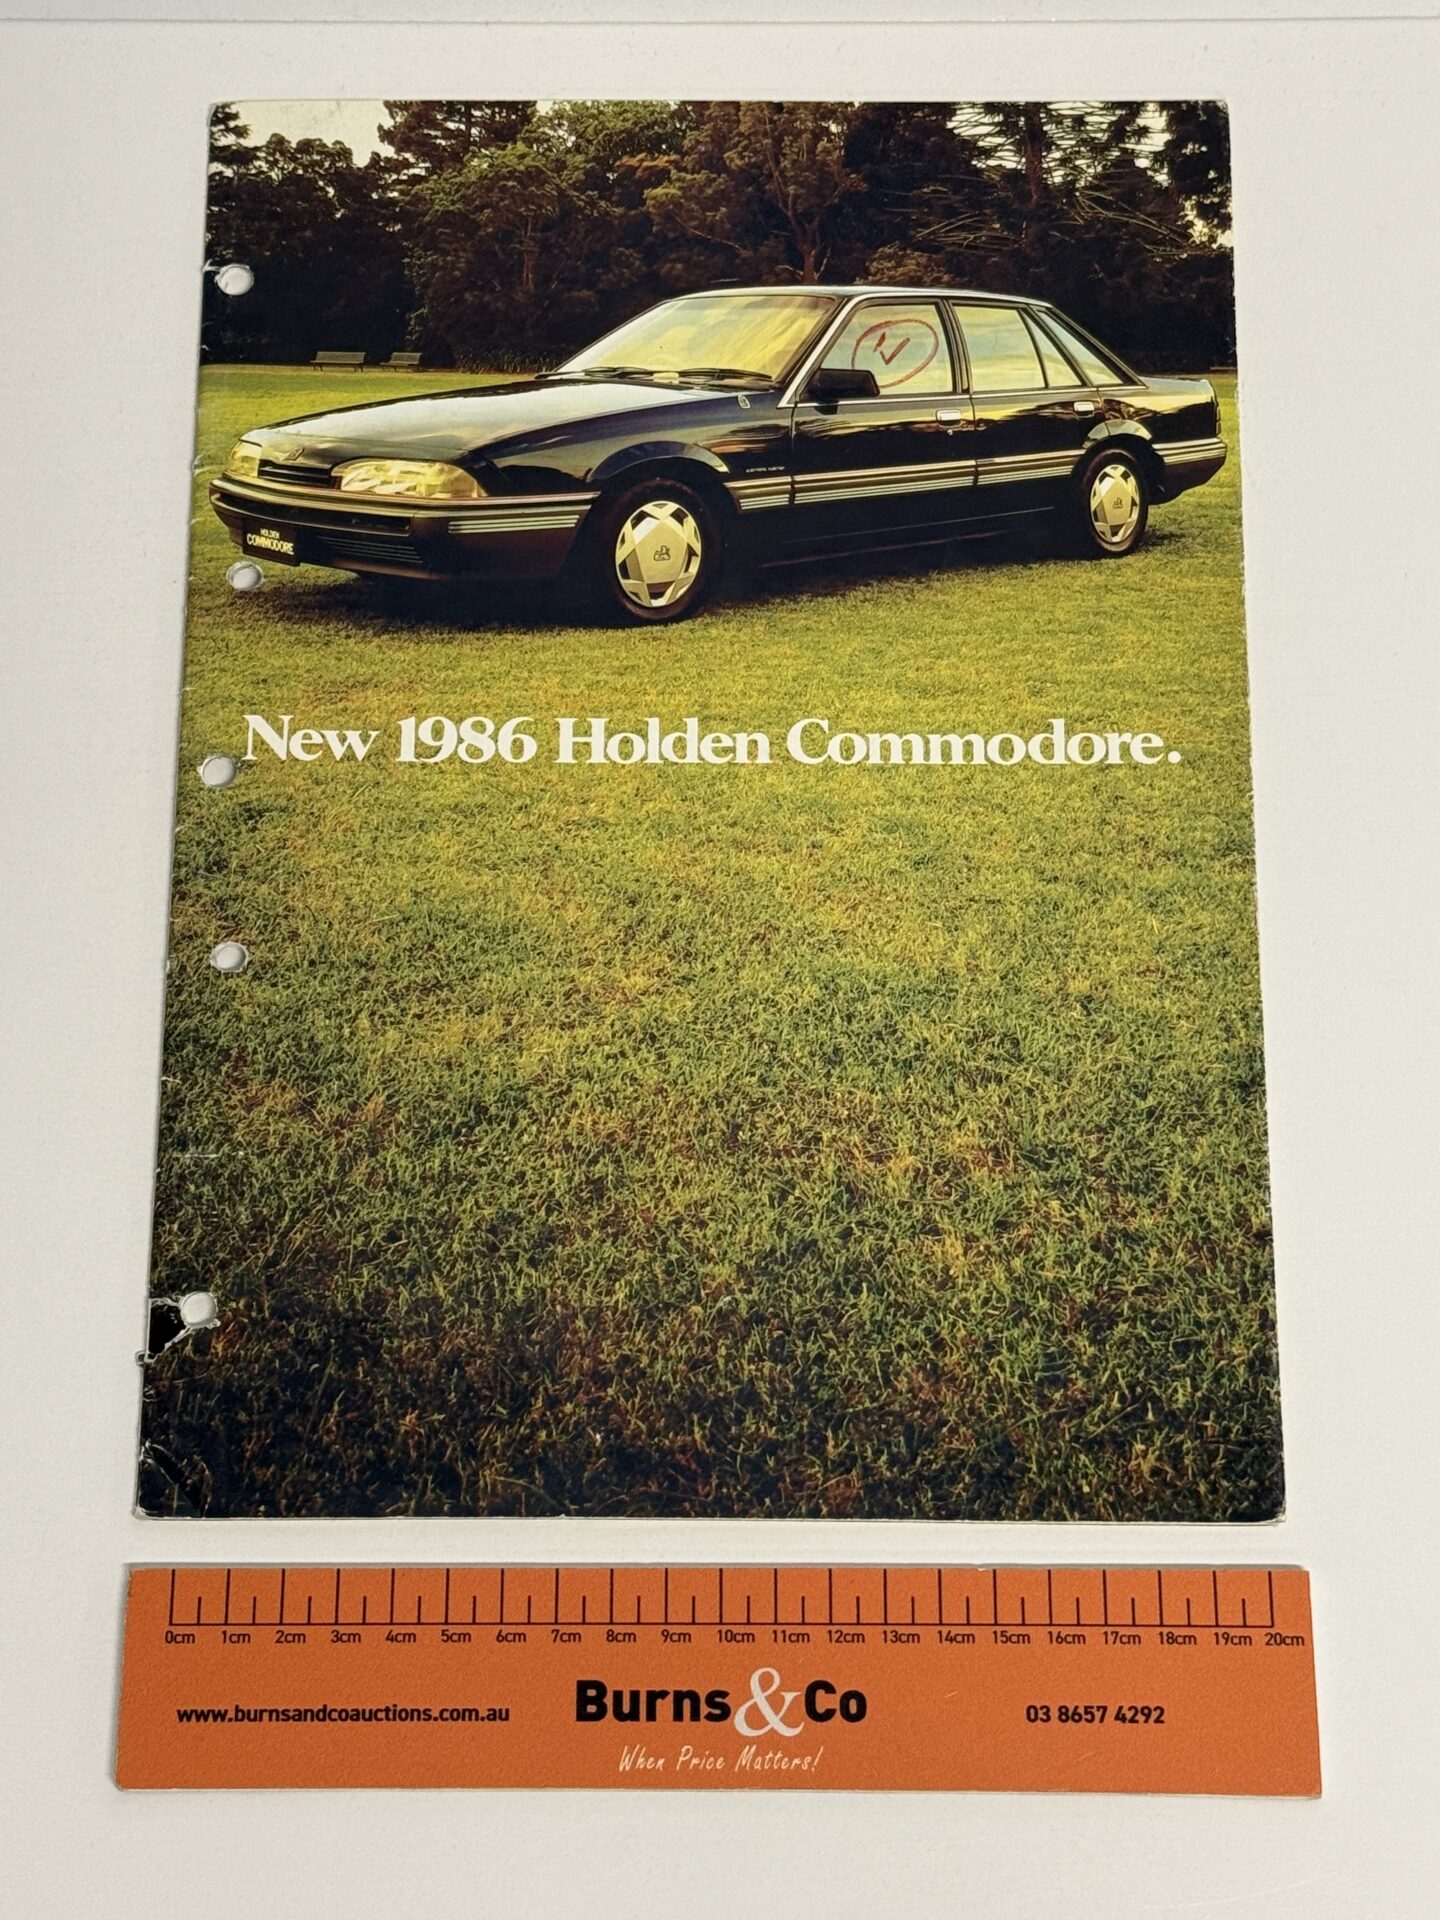 HOLDEN
COMMODORE
New 1986 Holden Commodore.
0cm 1cm 2cm 3cm 4cm 5cm 6cm 7cm 8cm 9cm 10cm 11cm 12cm 13cm 14cm 15cm 16cm 17cm 18cm 19cm 20cm
www.burnsandcoauctions.com.au
Burns&Co
03 8657 4292
When Price Matters!